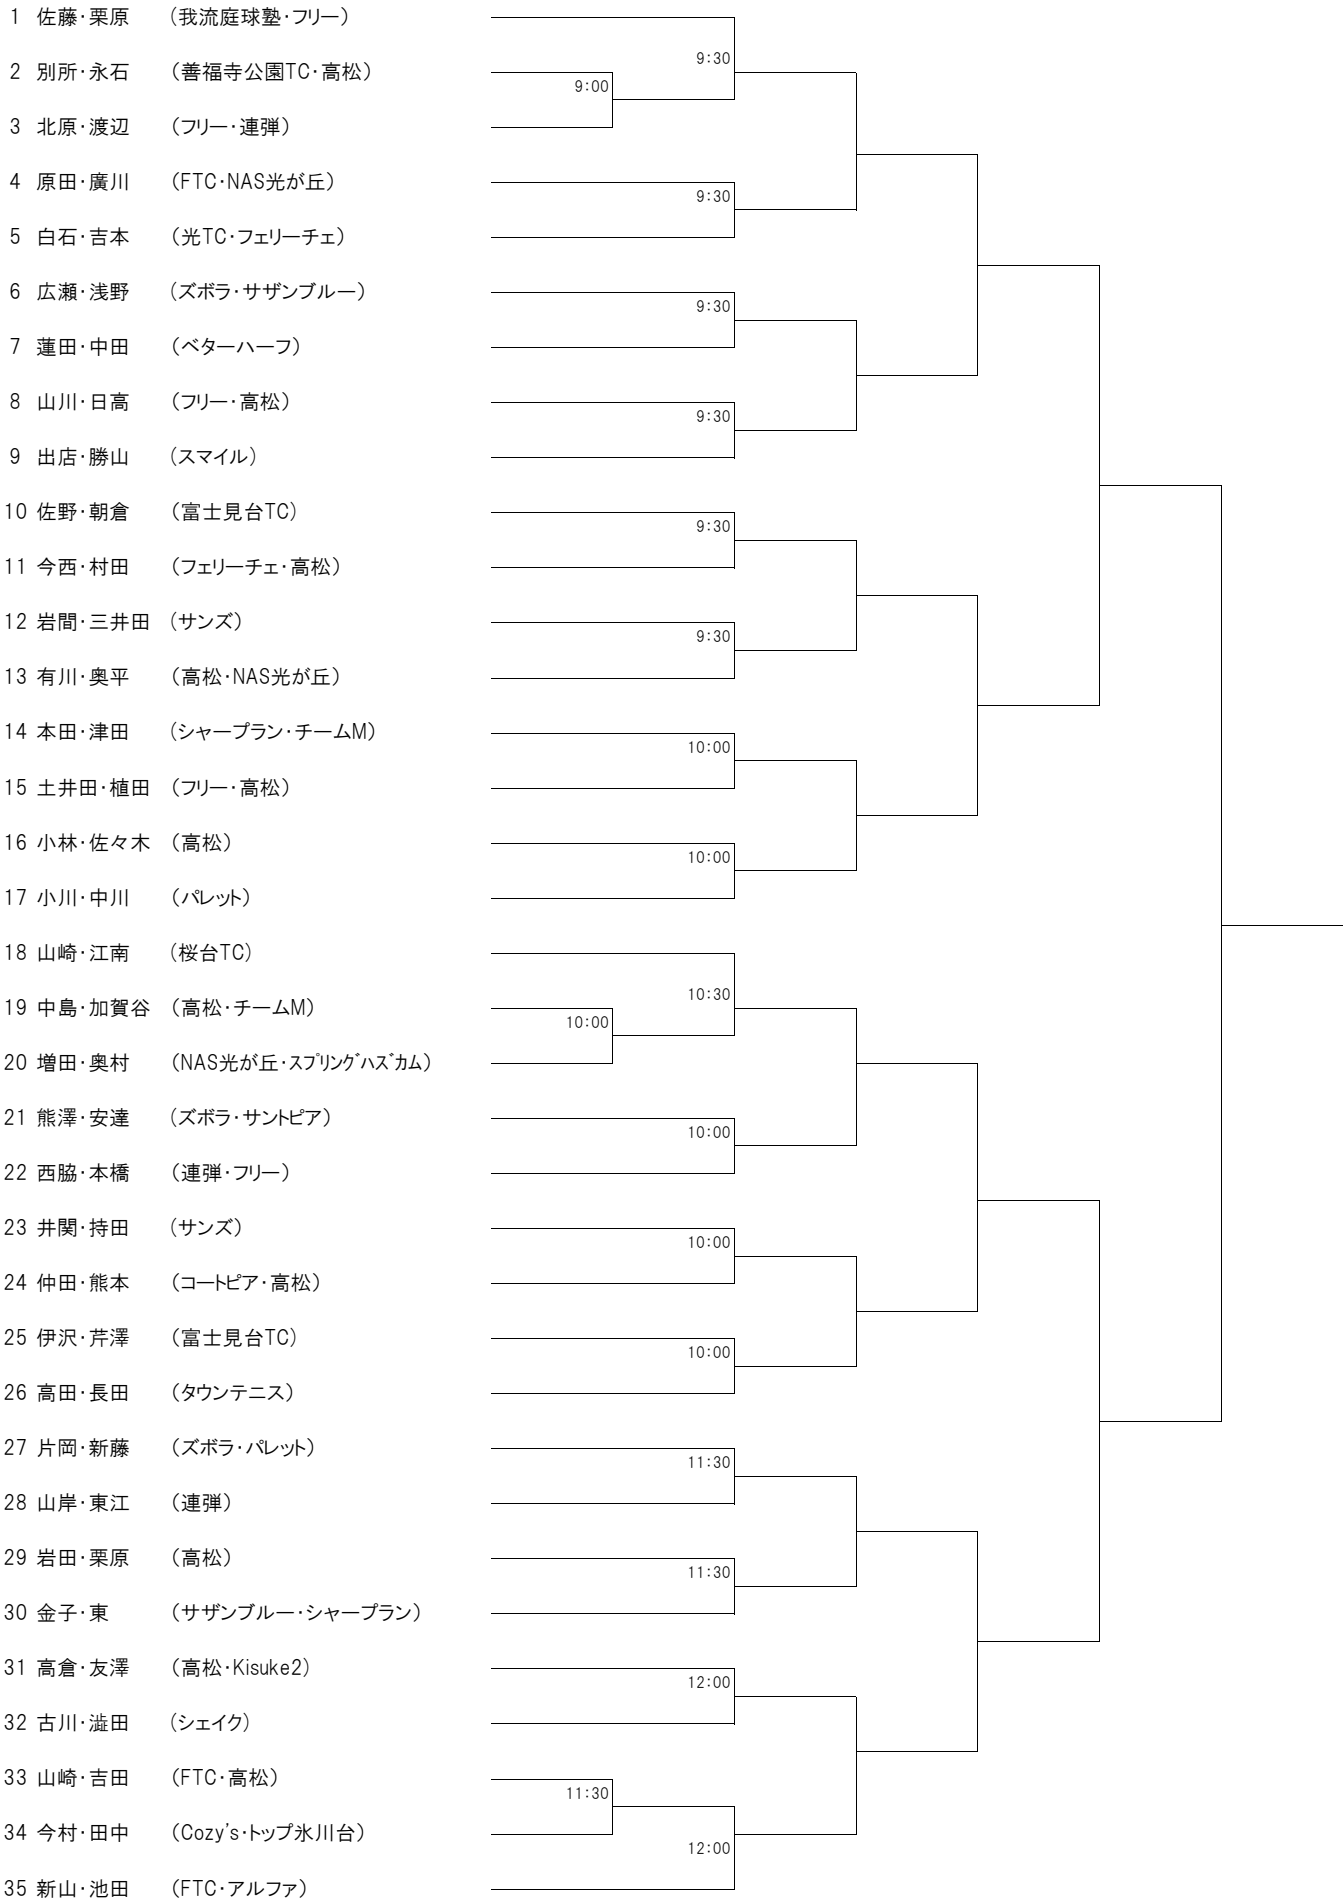 1 佐藤・栗原 （我流庭球塾・フリー）
9:30
2 別所・永石 （善福寺公園TC・高松）
9:00
3 北原・渡辺 （フリー・連弾）
4 原田・廣川 （FTC・NAS光が丘）
9:30
5 白石・吉本 （光TC・フェリーチェ）
6 広瀬・浅野 （ズボラ・サザンブルー）
9:30
7 蓮田・中田 （ベターハーフ）
8 山川・日高 （フリー・高松）
9:30
9 出店・勝山 （スマイル）
10 佐野・朝倉 （富士見台TC）
9:30
11 今西・村田 （フェリーチェ・高松）
12 岩間・三井田 （サンズ）
9:30
13 有川・奥平 （高松・NAS光が丘）
14 本田・津田 （シャープラン・チームM）
10:00
15 土井田・植田 （フリー・高松）
16 小林・佐々木 （高松）
10:00
17 小川・中川 （パレット）
18 山崎・江南 （桜台TC）
10:30
19 中島・加賀谷 （高松・チームM）
10:00
20 増田・奥村 （NAS光が丘・ｽﾌﾟﾘﾝｸﾞﾊｽﾞｶﾑ）
21 熊澤・安達 （ズボラ・サントピア）
10:00
22 西脇・本橋 （連弾・フリー）
23 井関・持田 （サンズ）
10:00
24 仲田・熊本 （コートピア・高松）
25 伊沢・芹澤 （富士見台TC）
10:00
26 高田・長田 （タウンテニス）
27 片岡・新藤 （ズボラ・パレット）
11:30
28 山岸・東江 （連弾）
29 岩田・栗原 （高松）
11:30
30 金子・東 （サザンブルー・シャープラン）
31 高倉・友澤 （高松・Kisuke2）
12:00
32 古川・澁田 （シェイク）
33 山崎・吉田 （FTC・高松）
11:30
34 今村・田中 （Cozy's・トップ氷川台）
12:00
35 新山・池田 （FTC・アルファ）